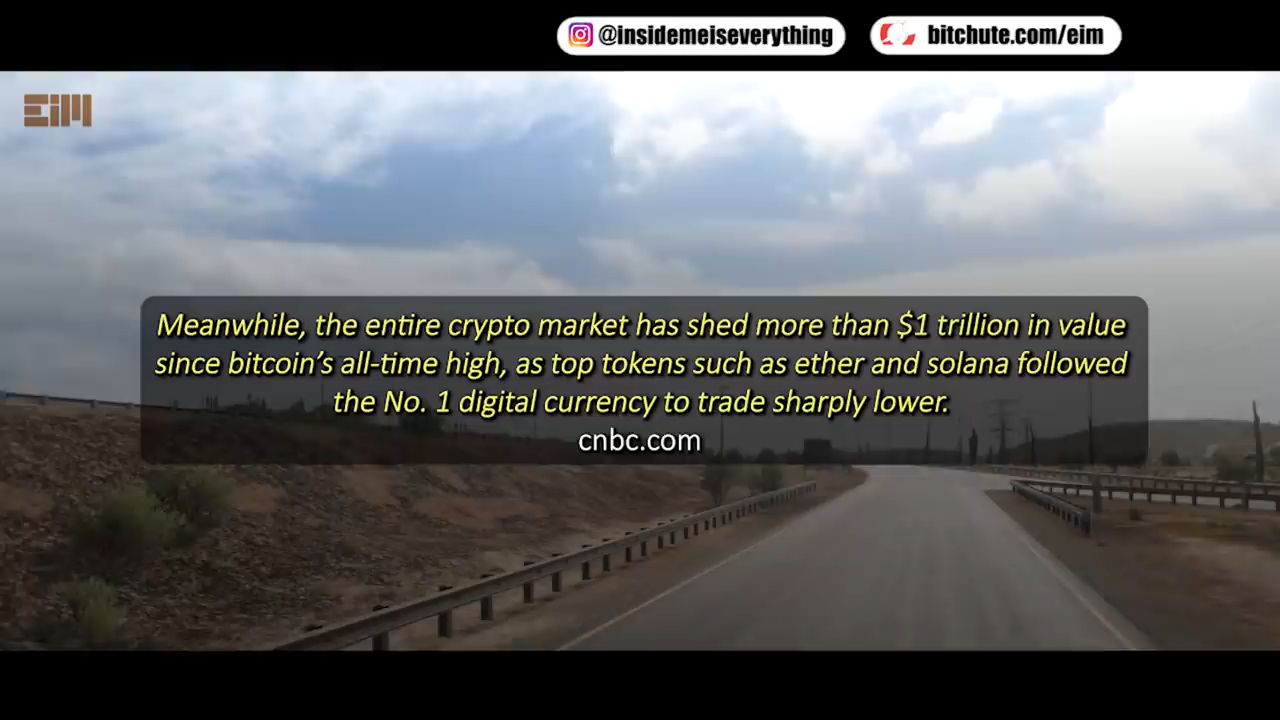 @insidemeiseverything
bitchute.com/eim
EiM
Meanwhile, the entire crypto market has shed more than $1 trillion in value
since bitcoin’s all-time high, as top tokens such as ether and solana followed
the No. 1 digital currency to trade sharply lower.
cnbc.com